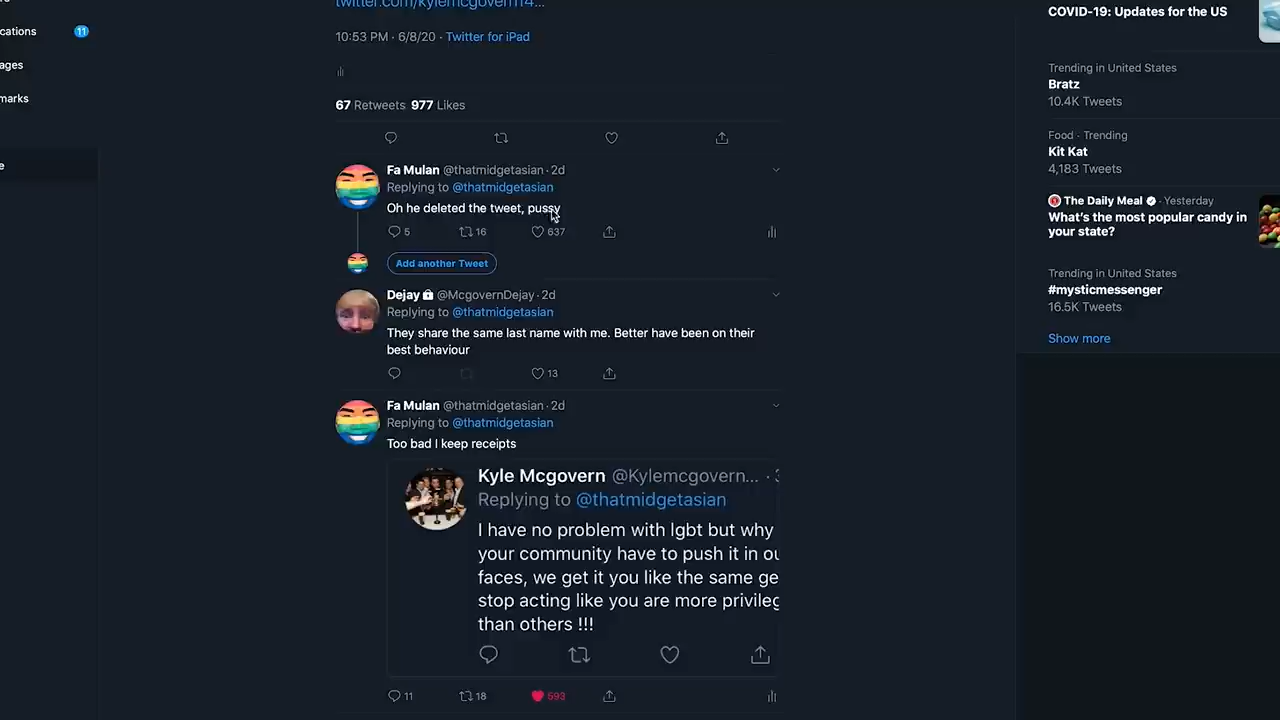 twitter.com/kylemcgovern4...
10:53 PM · 6/8/20 · Twitter for iPad
67 Retweets 977 Likes
Fa Mulan @thatmidgetasian · 2d
Replying to @thatmidgetasian
Oh he deleted the tweet, pussy
5 16 637
Add another Tweet
Dejay @McgovernDejay · 2d
Replying to @thatmidgetasian
They share the same last name with me. Better have been on their
best behaviour
13
Fa Mulan @thatmidgetasian · 2d
Replying to @thatmidgetasian
Too bad I keep receipts
Kyle Mcgovern @Kylemcgovern... ·
Replying to @thatmidgetasian
I have no problem with lgbt but why
your community have to push it in ou
faces, we get it you like the same ge
stop acting like you are more privileg
than others !!!
11 18 593
cations 11
ages
marks
e
COVID-19: Updates for the US
Trending in United States
Bratz
10.4K Tweets
Food · Trending
Kit Kat
4,183 Tweets
The Daily Meal · Yesterday
What's the most popular candy in
your state?
Trending in United States
#mysticmessenger
16.5K Tweets
Show more